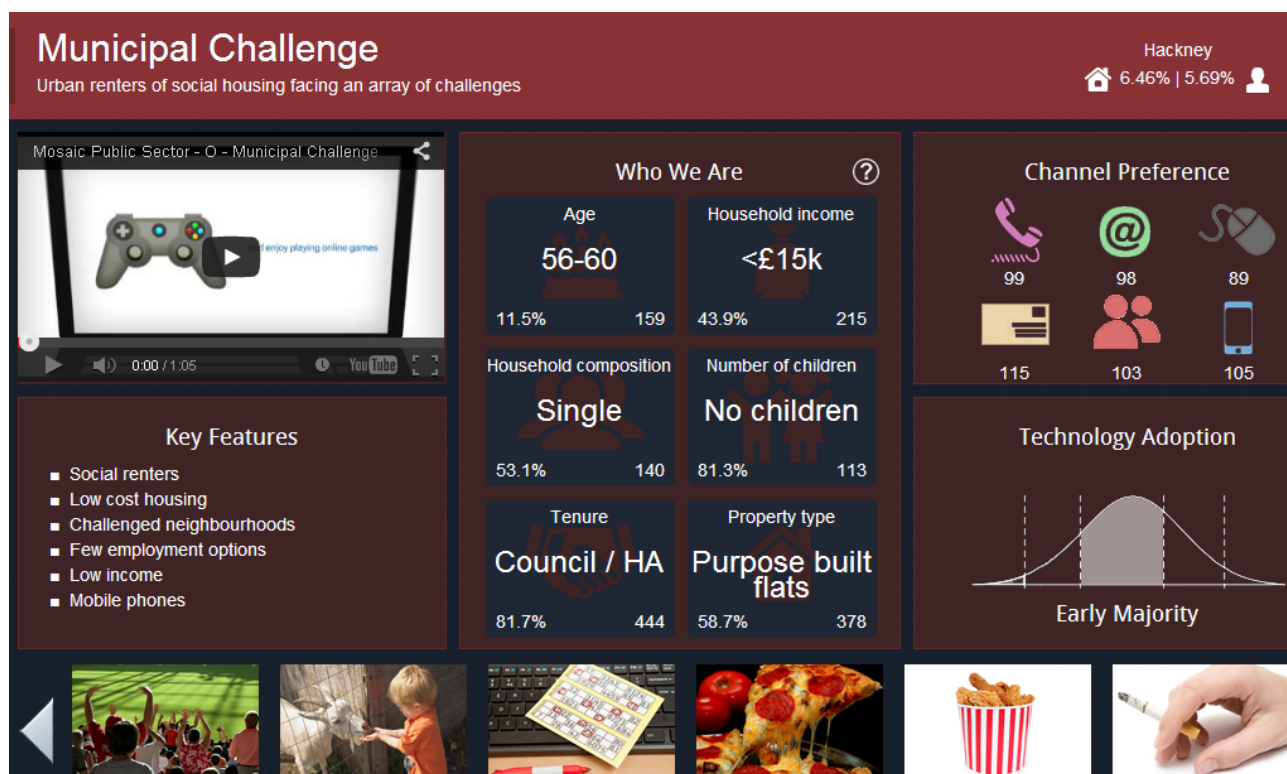 Municipal Challenge
Urban renters of social housing facing an array of challenges
Hackney
6.46% | 5.69%
Mosaic Public Sector - O - Municipal Challenge
enjoy playing online games
0:00 / 1:05
YouTube
Key Features
Social renters
Low cost housing
Challenged neighbourhoods
Few employment options
Low income
Mobile phones
Who We Are
?
Age
56-60
11.5% 159
Household income
<£15k
43.9% 215
Household composition
Single
53.1% 140
Number of children
No children
81.3% 113
Tenure
Council / HA
81.7% 444
Property type
Purpose built
flats
58.7% 378
Channel Preference
@
99 98 89
115 103 105
Technology Adoption
Early Majority